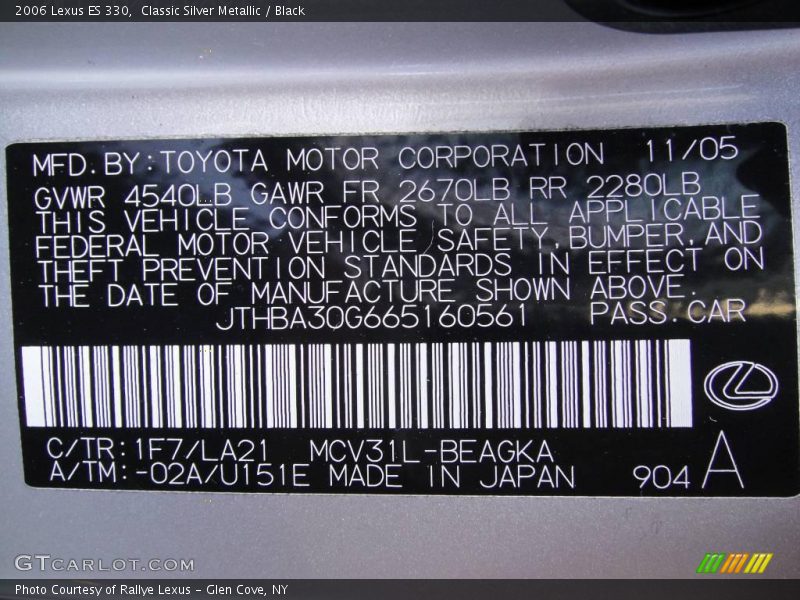 2006 Lexus ES 330,  Classic Silver Metallic / Black
MFD. BY: TOYOTA MOTOR CORPORATION 11/05
GVWR 4540LB GAWR FR 2670LB RR 2280LB
THIS VEHICLE CONFORMS TO ALL APPLICABLE
FEDERAL MOTOR VEHICLE SAFETY, BUMPER, AND
THEFT PREVENTION STANDARDS IN EFFECT ON
THE DATE OF MANUFACTURE SHOWN ABOVE.
JTHBA30G665160561 PASS. CAR
C/TR: 1F7/LA21 MCV31L-BEAGKA
A/TM: -02A/U151E MADE IN JAPAN 904 A
GTCARLOT.COM
Photo Courtesy of Rallye Lexus - Glen Cove, NY